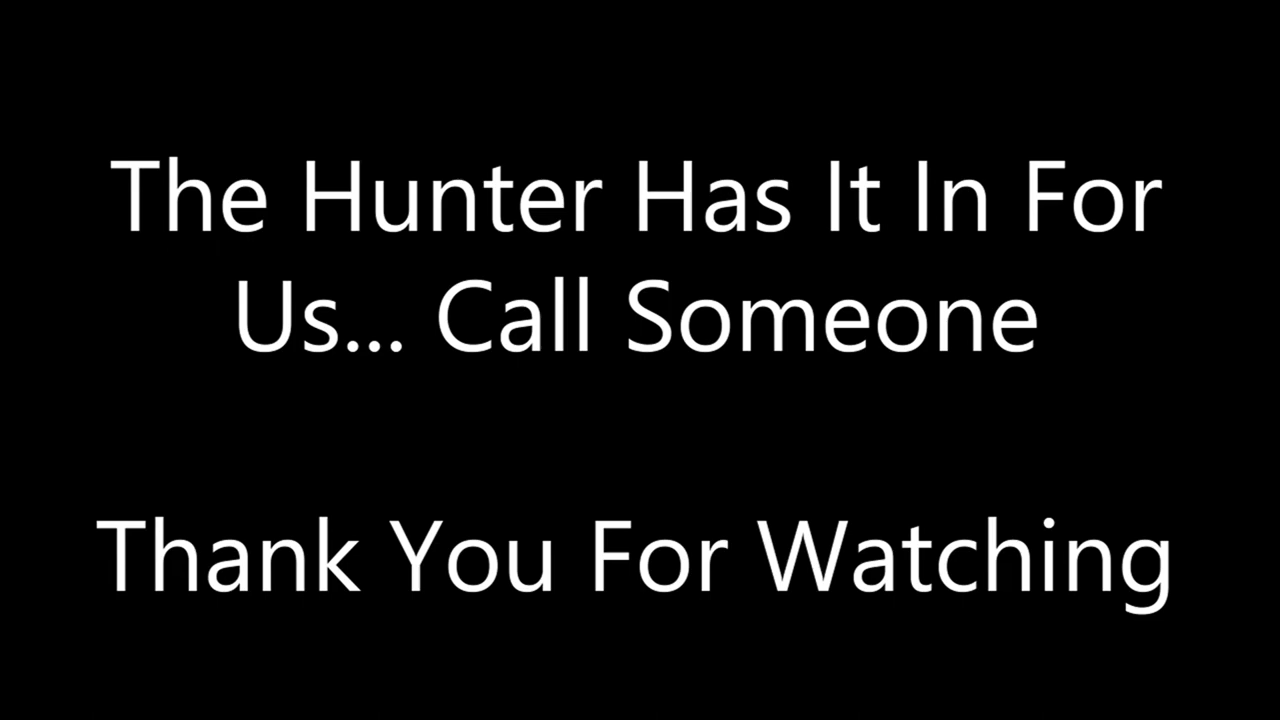 The Hunter Has It In For
Us... Call Someone
Thank You For Watching